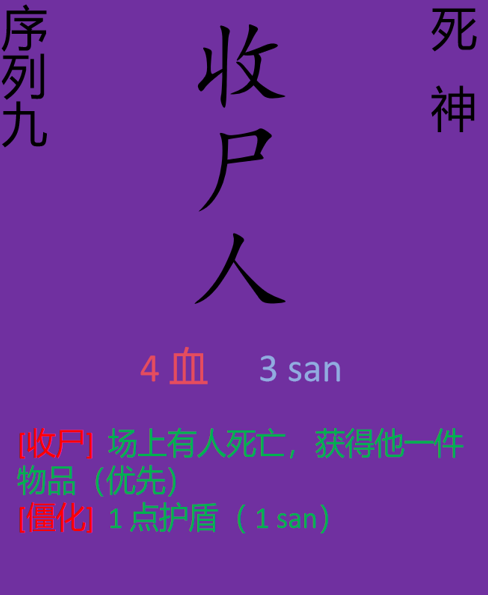 序列九
收尸人
死神
4 血 3 san
[收尸] 场上有人死亡，获得他一件
物品（优先）
[僵化] 1 点护盾（ 1 san）